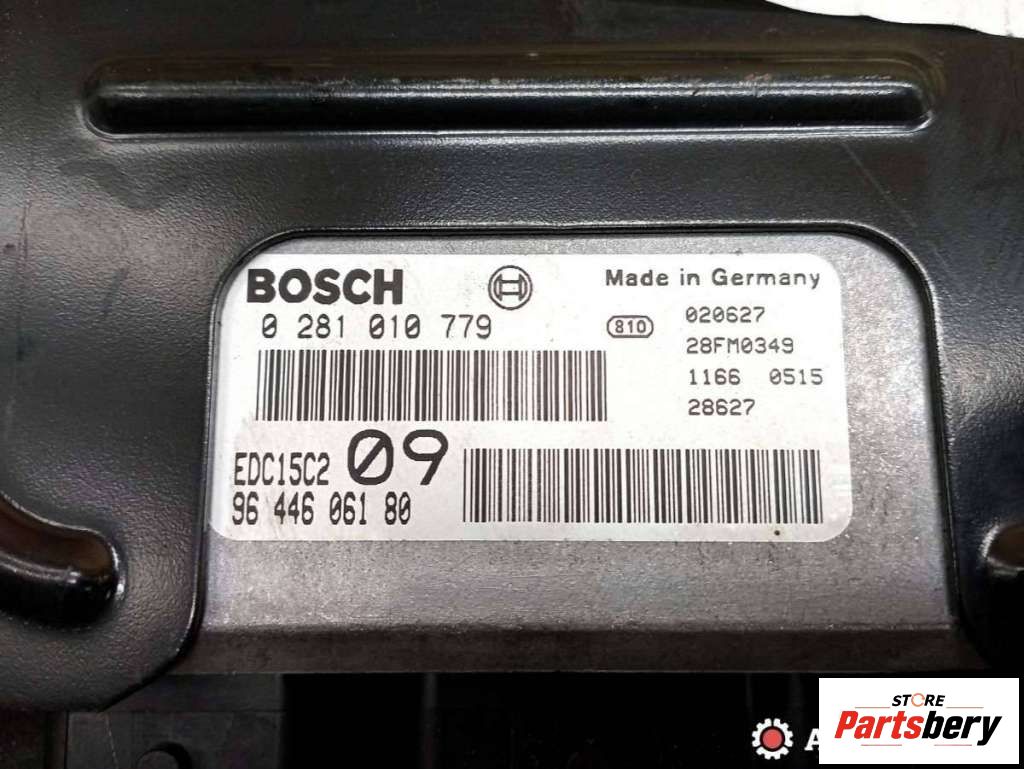 BOSCH
Made in Germany
0 281 010 779
810
020627
28FM0349
1166 0515
28627
EDC15C2
09
96 446 061 80
STORE
Partsbery